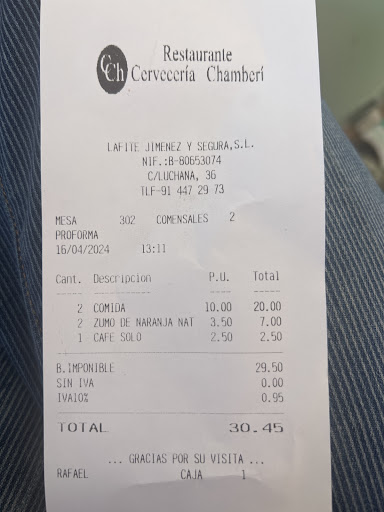 CCh
Restaurante
Cervecería Chamberí
LAFITE JIMENEZ Y SEGURA,S.L.
NIF.:B-80653074
C/LUCHANA, 36
TLF-91 447 29 73
MESA 302 COMENSALES 2
PROFORMA
16/04/2024 13:11
Cant. Descripcion P.U. Total
2 COMIDA 10.00 20.00
2 ZUMO DE NARANJA NAT 3.50 7.00
1 CAFE SOLO 2.50 2.50
B.IMPONIBLE 29.50
SIN IVA 0.00
IVA10% 0.95
TOTAL 30.45
... GRACIAS POR SU VISITA ...
RAFAEL CAJA 1